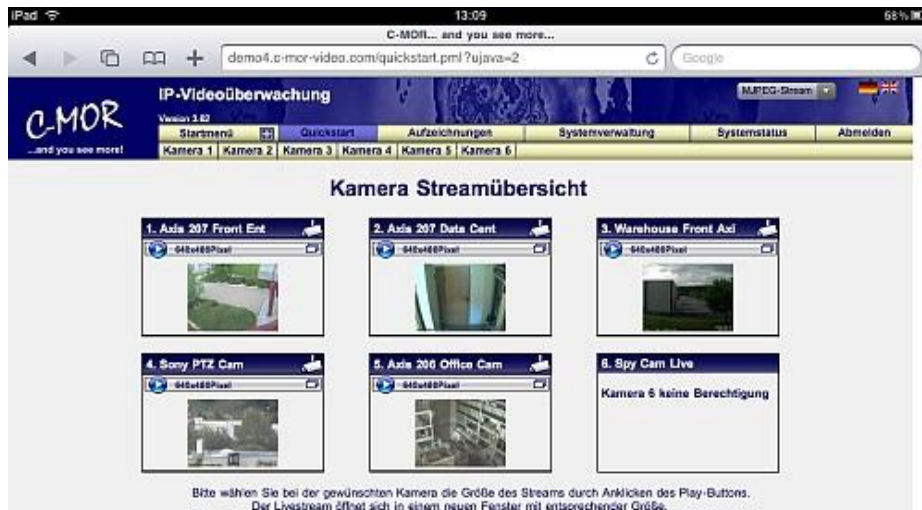 iPad 13:09 68%
C-MOR... and you see more...
demo4.c-mor-video.com/quickstart.pml?ujava=2 Google
C-MOR IP-Videoüberwachung MJPEG-Stream
Version 3.62
...and you see more! Startmenü Quickstart Aufzeichnungen Systemverwaltung Systemstatus Abmelden
Kamera 1 Kamera 2 Kamera 3 Kamera 4 Kamera 5 Kamera 6
Kamera Streamübersicht
1. Axis 207 Front Ent 2. Axis 207 Data Cent 3. Warehouse Front Axi
640x480Pixel 640x480Pixel 640x480Pixel
4. Sony PTZ Cam 5. Axis 206 Office Cam 6. Spy Cam Live
640x480Pixel 640x480Pixel
Kamera 6 keine Berechtigung
Bitte wählen Sie bei der gewünschten Kamera die Größe des Streams durch Anklicken des Play-Buttons.
Der Livestream öffnet sich in einem neuen Fenster mit entsprechender Größe.